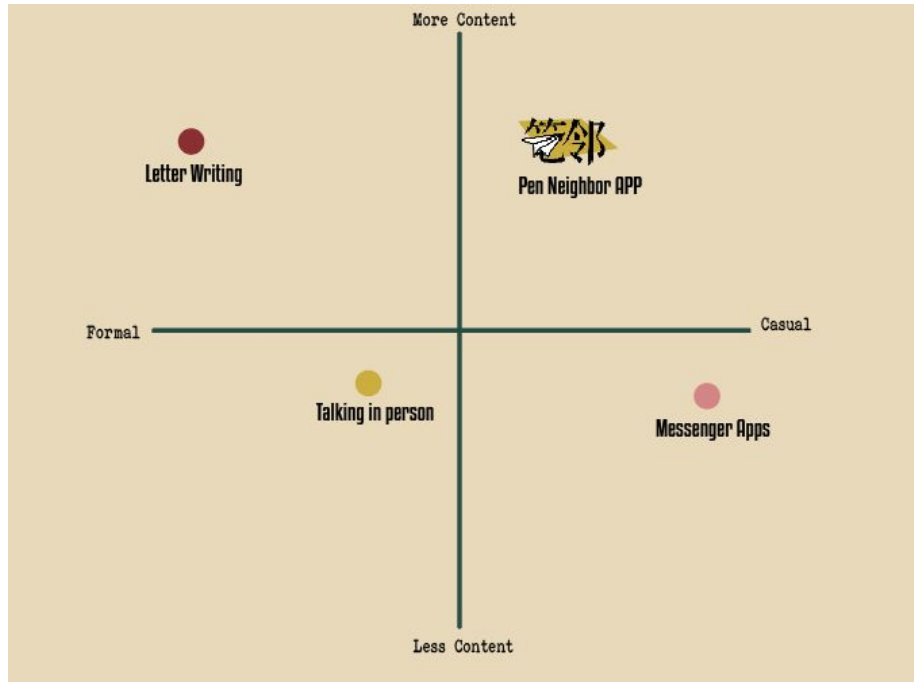 More Content
笔邻
Letter Writing
Pen Neighbor APP
Formal
Casual
Talking in person
Messenger Apps
Less Content